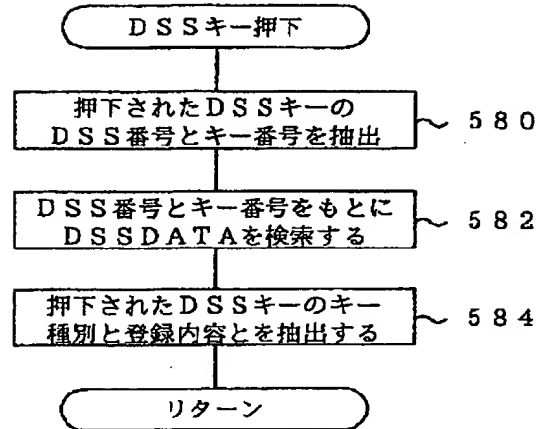 DSSキー押下
押下されたDSSキーの
DSS番号とキー番号を抽出
580
DSS番号とキー番号をもとに
DSSDATAを検索する
582
押下されたDSSキーのキー
種別と登録内容とを抽出する
584
リターン